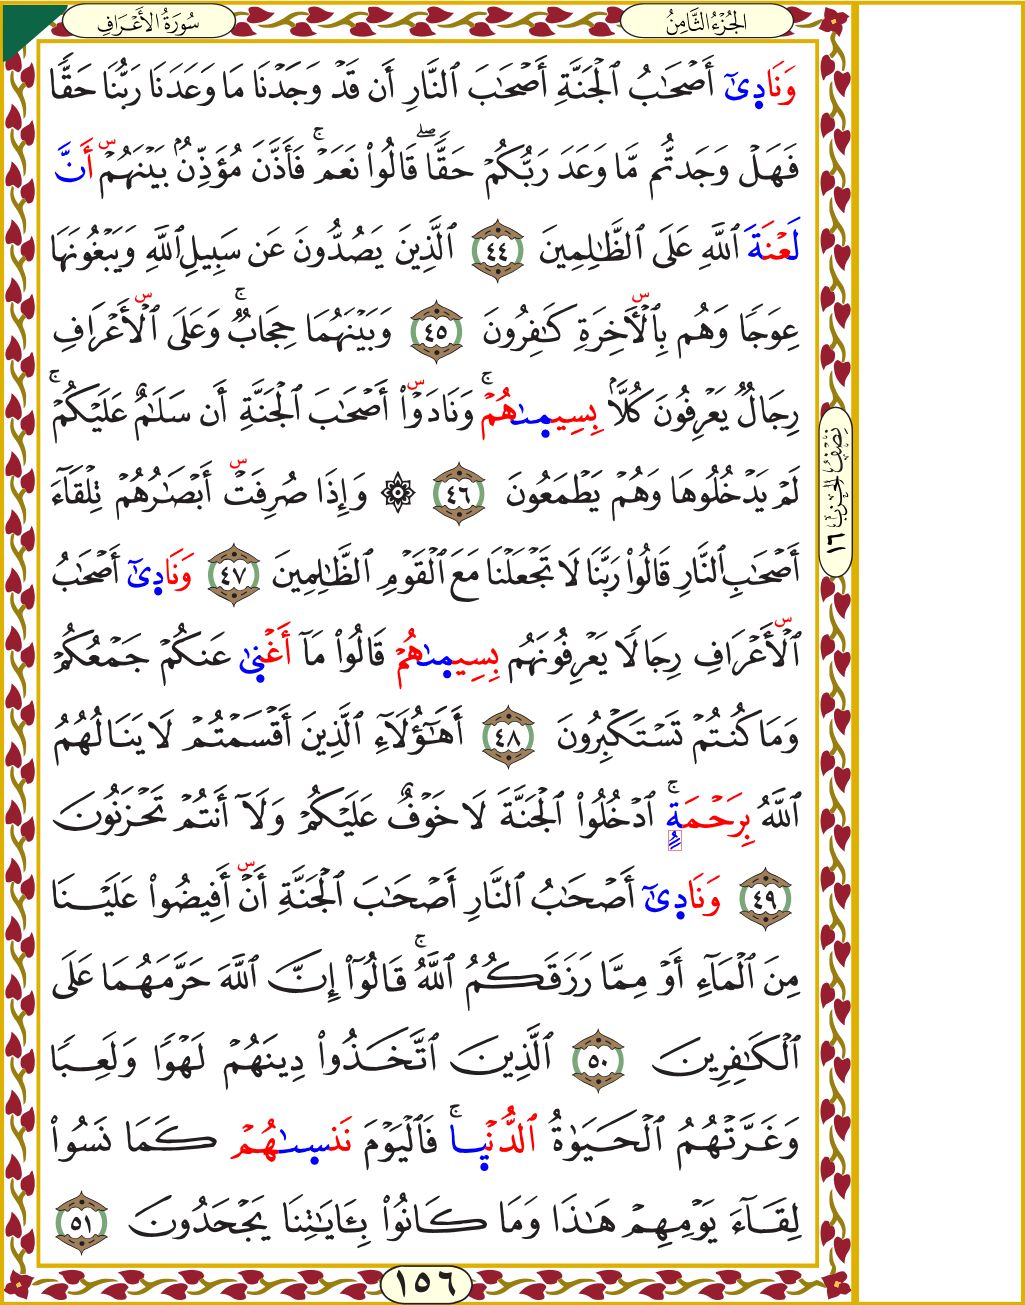 سُورَةُ الأَعْرَافِ
الجُزْءُ الثَّامِنُ
وَنَادِىٰٓ أَصْحَٰبُ ٱلْجَنَّةِ أَصْحَٰبَ ٱلنَّارِ أَن قَدْ وَجَدْنَا مَا وَعَدَنَا رَبُّنَا حَقًّا
فَهَلْ وَجَدتُّم مَّا وَعَدَ رَبُّكُمْ حَقًّا ۖ قَالُوا۟ نَعَمْ ۚ فَأَذَّنَ مُؤَذِّنٌۢ بَيْنَهُمْ أَنَّ
لَعْنَةَ ٱللَّهِ عَلَى ٱلظَّٰلِمِينَ ٤٤ ٱلَّذِينَ يَصُدُّونَ عَن سَبِيلِ ٱللَّهِ وَيَبْغُونَهَا
عِوَجًا وَهُم بِٱلْأَخِرَةِ كَٰفِرُونَ ٤٥ وَبَيْنَهُمَا حِجَابٌ ۚ وَعَلَى ٱلْأَعْرَافِ
رِجَالٌ يَعْرِفُونَ كُلًّۢا بِسِيمَىٰهُمْ ۚ وَنَادَوْا۟ أَصْحَٰبَ ٱلْجَنَّةِ أَن سَلَٰمٌ عَلَيْكُمْ ۚ
لَمْ يَدْخُلُوهَا وَهُمْ يَطْمَعُونَ ٤٦ ۞ وَإِذَا صُرِفَتْ أَبْصَٰرُهُمْ تِلْقَآءَ
أَصْحَٰبِ ٱلنَّارِ قَالُوا۟ رَبَّنَا لَا تَجْعَلْنَا مَعَ ٱلْقَوْمِ ٱلظَّٰلِمِينَ ٤٧ وَنَادِىٰٓ أَصْحَٰبُ
ٱلْأَعْرَافِ رِجَالًا يَعْرِفُونَهُم بِسِيمَىٰهُمْ قَالُوا۟ مَآ أَغْنِىٰ عَنكُمْ جَمْعُكُمْ
وَمَا كُنتُمْ تَسْتَكْبِرُونَ ٤٨ أَهَٰٓؤُلَآءِ ٱلَّذِينَ أَقْسَمْتُمْ لَا يَنَالُهُمُ
ٱللَّهُ بِرَحْمَةٍ ۚ ٱدْخُلُوا۟ ٱلْجَنَّةَ لَا خَوْفٌ عَلَيْكُمْ وَلَآ أَنتُمْ تَحْزَنُونَ
٤٩ وَنَادِىٰٓ أَصْحَٰبُ ٱلنَّارِ أَصْحَٰبَ ٱلْجَنَّةِ أَنْ أَفِيضُوا۟ عَلَيْنَا
مِنَ ٱلْمَآءِ أَوْ مِمَّا رَزَقَكُمُ ٱللَّهُ ۚ قَالُوٓا۟ إِنَّ ٱللَّهَ حَرَّمَهُمَا عَلَى
ٱلْكَٰفِرِينَ ٥٠ ٱلَّذِينَ ٱتَّخَذُوا۟ دِينَهُمْ لَهْوًا وَلَعِبًا
وَغَرَّتْهُمُ ٱلْحَيَوٰةُ ٱلدُّنْيَا ۚ فَٱلْيَوْمَ نَنسَىٰهُمْ كَمَا نَسُوا۟
لِقَآءَ يَوْمِهِمْ هَٰذَا وَمَا كَانُوا۟ بِـَٔايَٰتِنَا يَجْحَدُونَ ٥١
نِصْفُ الحِزْبِ ١٦
١٥٦